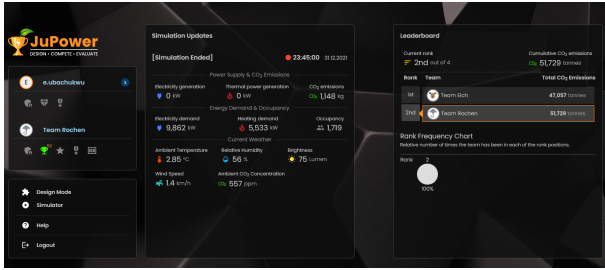 JuPower
DESIGN • COMPETE • EVALUATE
E
e.ubachukwu
Team Rochen
Design Mode
Simulator
Help
Logout
Simulation Updates
[Simulation Ended]
23:45:00 31.12.2021
Power Supply & CO₂ Emissions
Electricity generation Thermal power generation CO₂ emissions
0 kW 0 kW CO₂ 1,148 kg
Energy Demand & Occupancy
Electricity demand Heating demand Occupancy
9,862 kW 5,533 kW 1,719
Current Weather
Ambient Temperature Relative Humidity Brightness
2.85 °C 56 % 75 Lumen
Wind Speed Ambient CO₂ Concentration
1.4 km/h CO₂ 557 ppm
Leaderboard
Current rank Cumulative CO₂ emissions
2nd out of 4 CO₂ 51,729 tonnes
Rank Team Total CO₂ Emissions
1st Team Gch 47,057 tonnes
2nd Team Rochen 51,729 tonnes
Rank Frequency Chart
Relative number of times the team has been in each of the rank positions.
Rank 2
100%